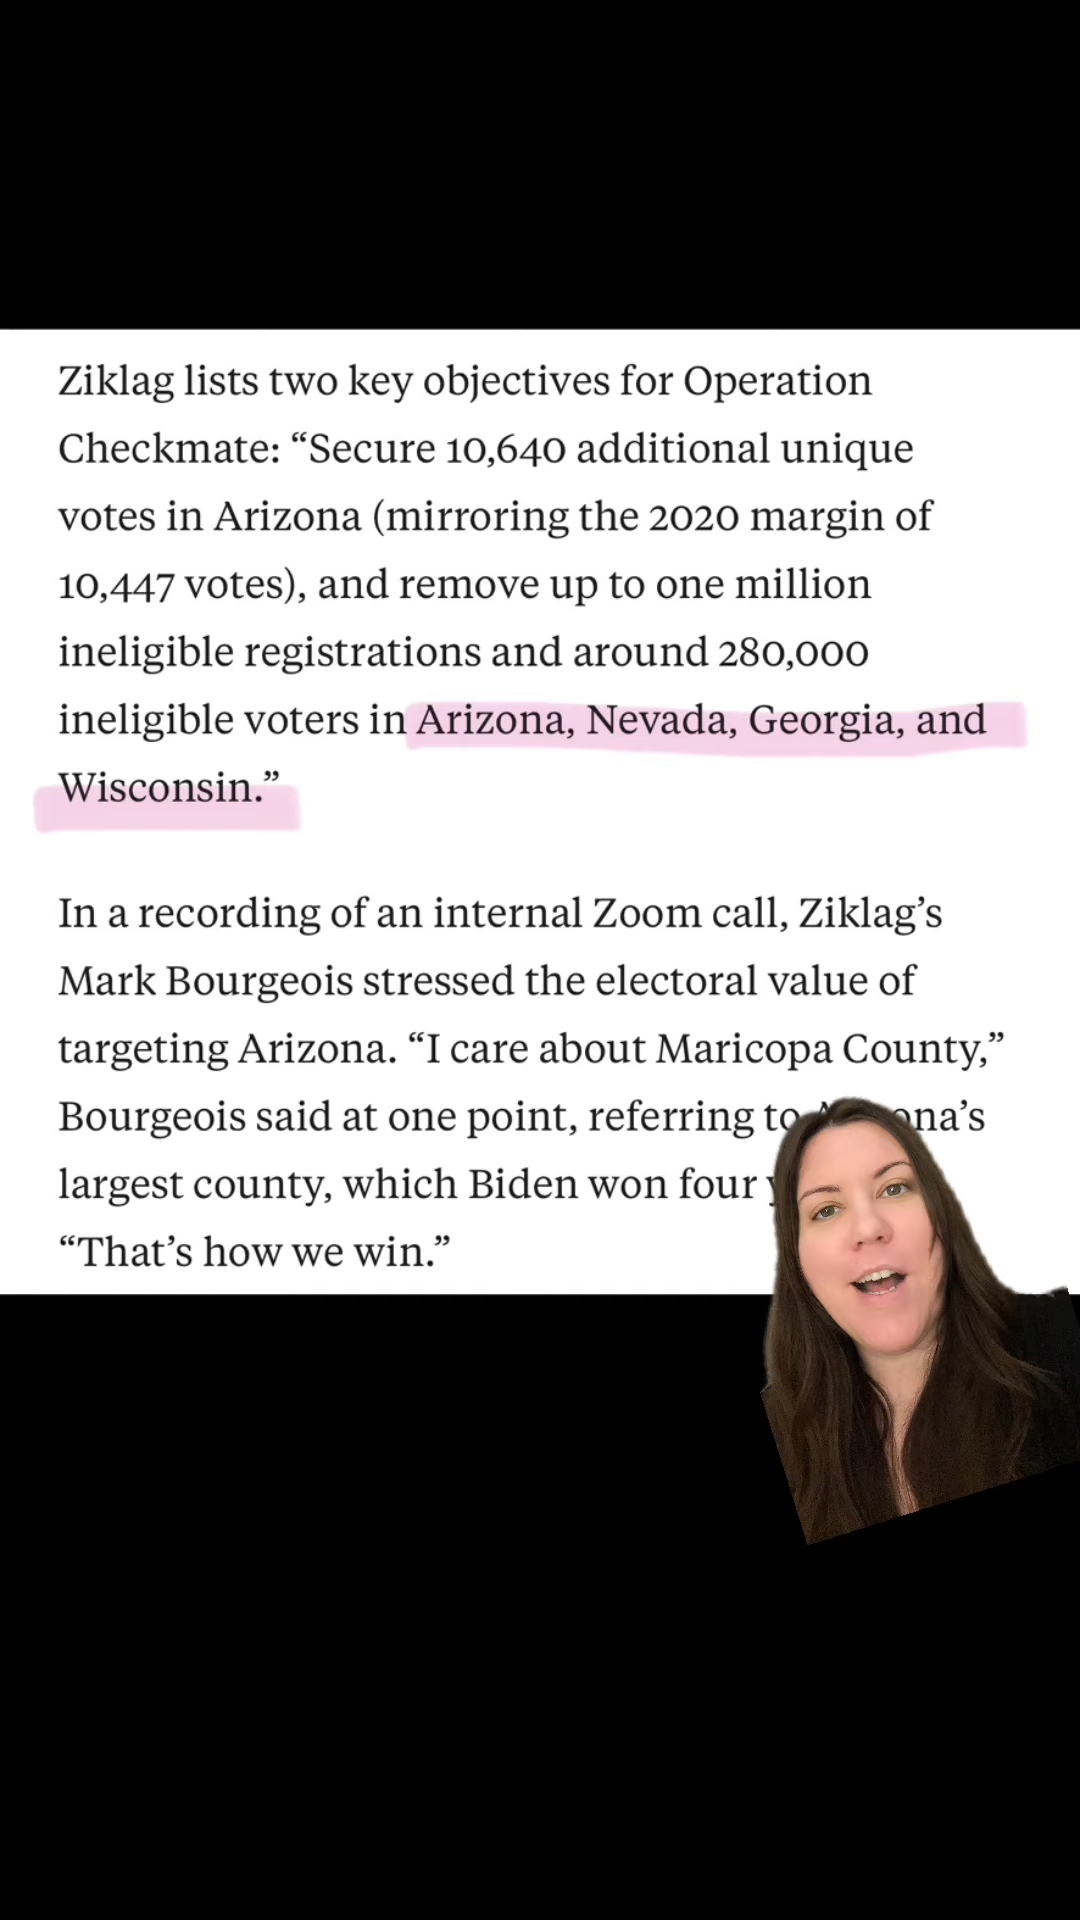 Ziklag lists two key objectives for Operation
Checkmate: “Secure 10,640 additional unique
votes in Arizona (mirroring the 2020 margin of
10,447 votes), and remove up to one million
ineligible registrations and around 280,000
ineligible voters in Arizona, Nevada, Georgia, and
Wisconsin.”
In a recording of an internal Zoom call, Ziklag’s
Mark Bourgeois stressed the electoral value of
targeting Arizona. “I care about Maricopa County,”
Bourgeois said at one point, referring to
largest county, which Biden won four
“That’s how we win.”